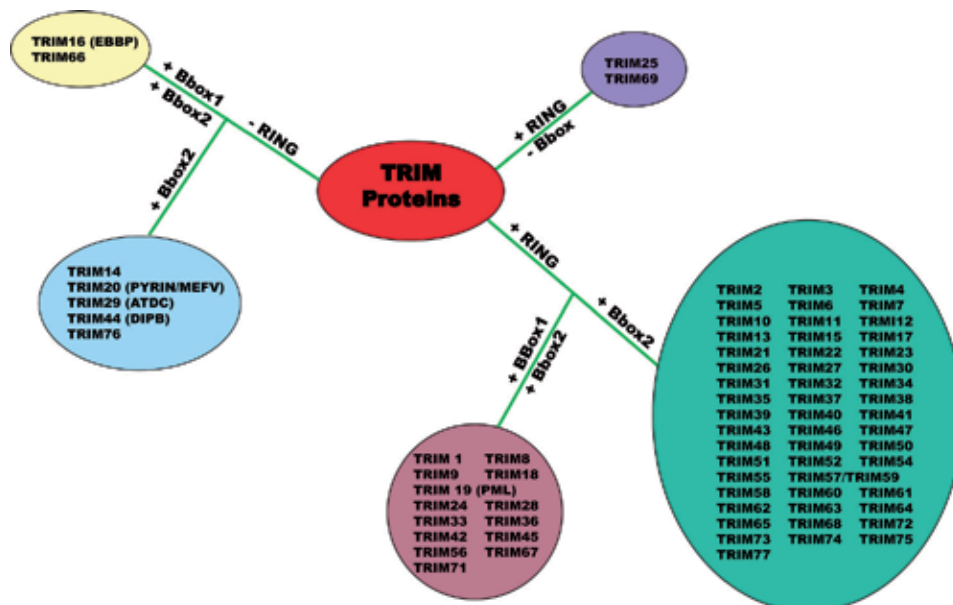 TRIM16 (EBBP)
TRIM66
+ Bbox1
+ Bbox2
- RING
+ Bbox2
TRIM14
TRIM20 (PYRIN/MEFV)
TRIM29 (ATDC)
TRIM44 (DIPB)
TRIM76
TRIM
Proteins
TRIM25
TRIM69
+ RING
- Bbox
+ RING
+ BBox1
+ Bbox2
+ Bbox2
TRIM 1 TRIM8
TRIM9 TRIM18
TRIM 19 (PML)
TRIM24 TRIM28
TRIM33 TRIM36
TRIM42 TRIM45
TRIM56 TRIM67
TRIM71
TRIM2 TRIM3 TRIM4
TRIM5 TRIM6 TRIM7
TRIM10 TRIM11 TRMI12
TRIM13 TRIM15 TRIM17
TRIM21 TRIM22 TRIM23
TRIM26 TRIM27 TRIM30
TRIM31 TRIM32 TRIM34
TRIM35 TRIM37 TRIM38
TRIM39 TRIM40 TRIM41
TRIM43 TRIM46 TRIM47
TRIM48 TRIM49 TRIM50
TRIM51 TRIM52 TRIM54
TRIM55 TRIM57/TRIM59
TRIM58 TRIM60 TRIM61
TRIM62 TRIM63 TRIM64
TRIM65 TRIM68 TRIM72
TRIM73 TRIM74 TRIM75
TRIM77